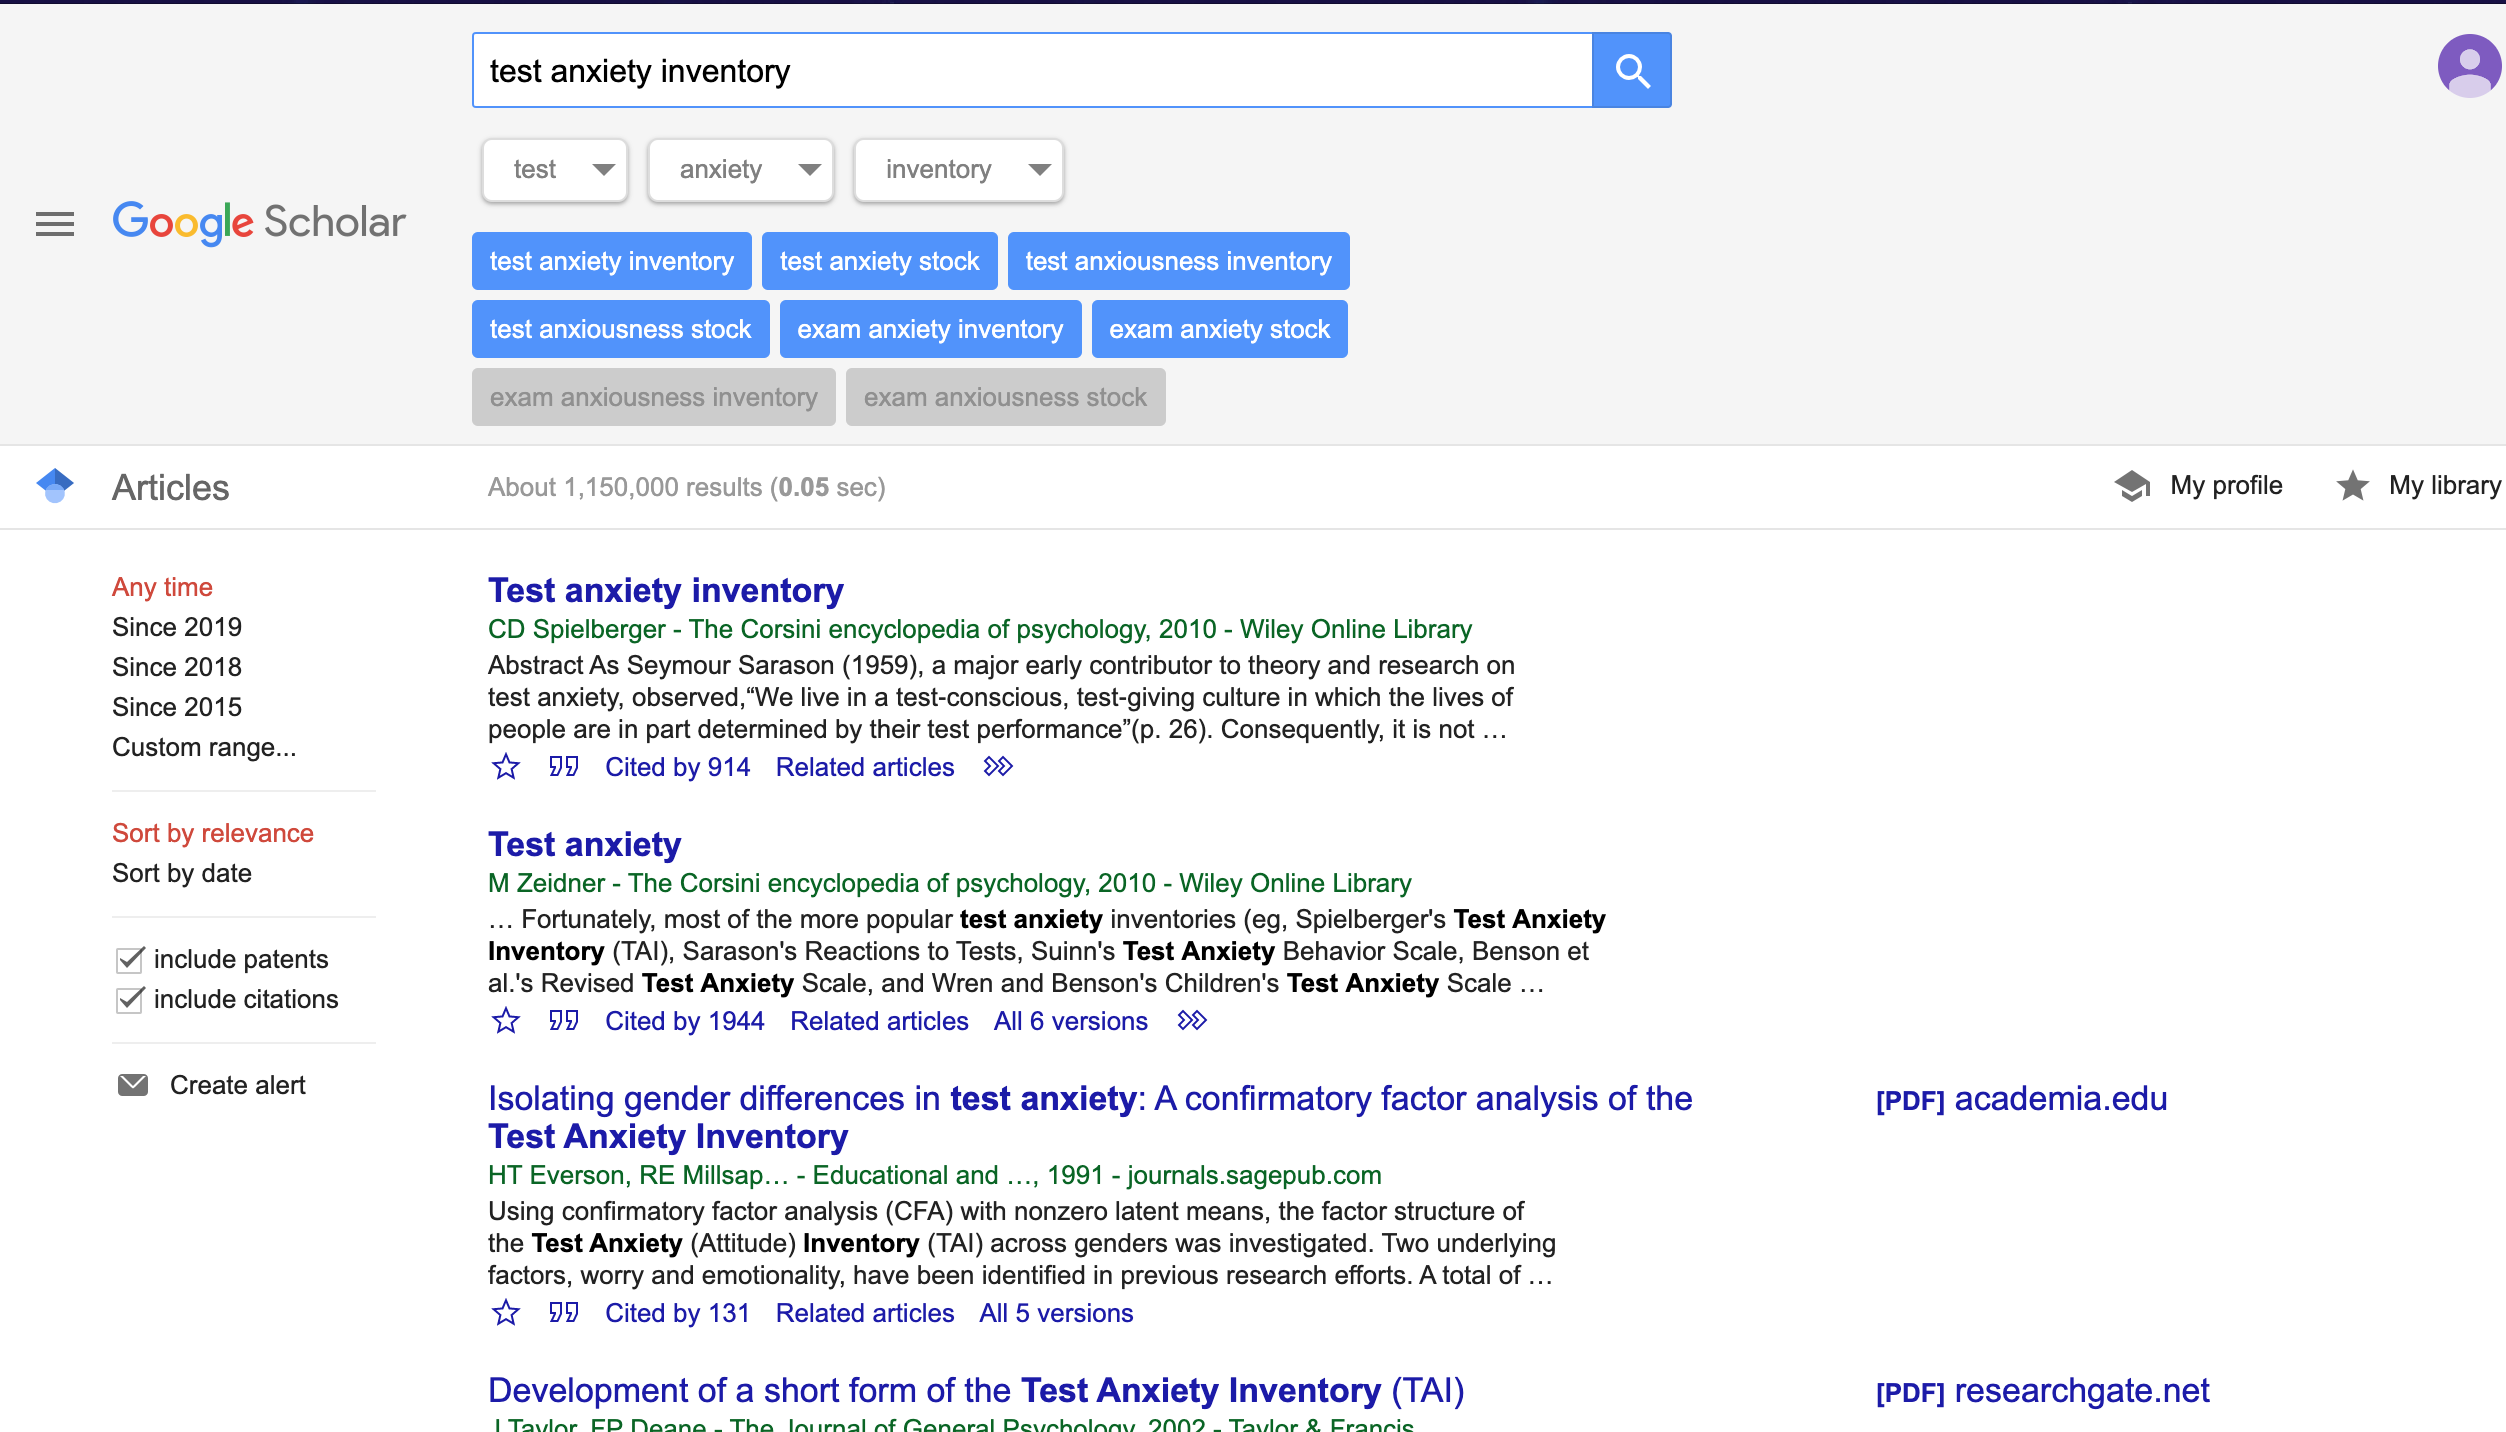 test anxiety inventory
test
anxiety
inventory
Google Scholar
test anxiety inventory
test anxiety stock
test anxiousness inventory
test anxiousness stock
exam anxiety inventory
exam anxiety stock
exam anxiousness inventory
exam anxiousness stock
Articles
About 1,150,000 results (0.05 sec)
My profile
My library
Any time
Since 2019
Since 2018
Since 2015
Custom range...
Sort by relevance
Sort by date
include patents
include citations
Create alert
Test anxiety inventory
CD Spielberger - The Corsini encyclopedia of psychology, 2010 - Wiley Online Library
Abstract As Seymour Sarason (1959), a major early contributor to theory and research on
test anxiety, observed,“We live in a test-conscious, test-giving culture in which the lives of
people are in part determined by their test performance”(p. 26). Consequently, it is not …
Cited by 914 Related articles
Test anxiety
M Zeidner - The Corsini encyclopedia of psychology, 2010 - Wiley Online Library
… Fortunately, most of the more popular test anxiety inventories (eg, Spielberger's Test Anxiety
Inventory (TAI), Sarason's Reactions to Tests, Suinn's Test Anxiety Behavior Scale, Benson et
al.'s Revised Test Anxiety Scale, and Wren and Benson's Children's Test Anxiety Scale …
Cited by 1944 Related articles All 6 versions
Isolating gender differences in test anxiety: A confirmatory factor analysis of the
Test Anxiety Inventory
[PDF] academia.edu
HT Everson, RE Millsap… - Educational and …, 1991 - journals.sagepub.com
Using confirmatory factor analysis (CFA) with nonzero latent means, the factor structure of
the Test Anxiety (Attitude) Inventory (TAI) across genders was investigated. Two underlying
factors, worry and emotionality, have been identified in previous research efforts. A total of …
Cited by 131 Related articles All 5 versions
Development of a short form of the Test Anxiety Inventory (TAI)
[PDF] researchgate.net
J Taylor, FP Deane - The Journal of General Psychology, 2002 - Taylor & Francis